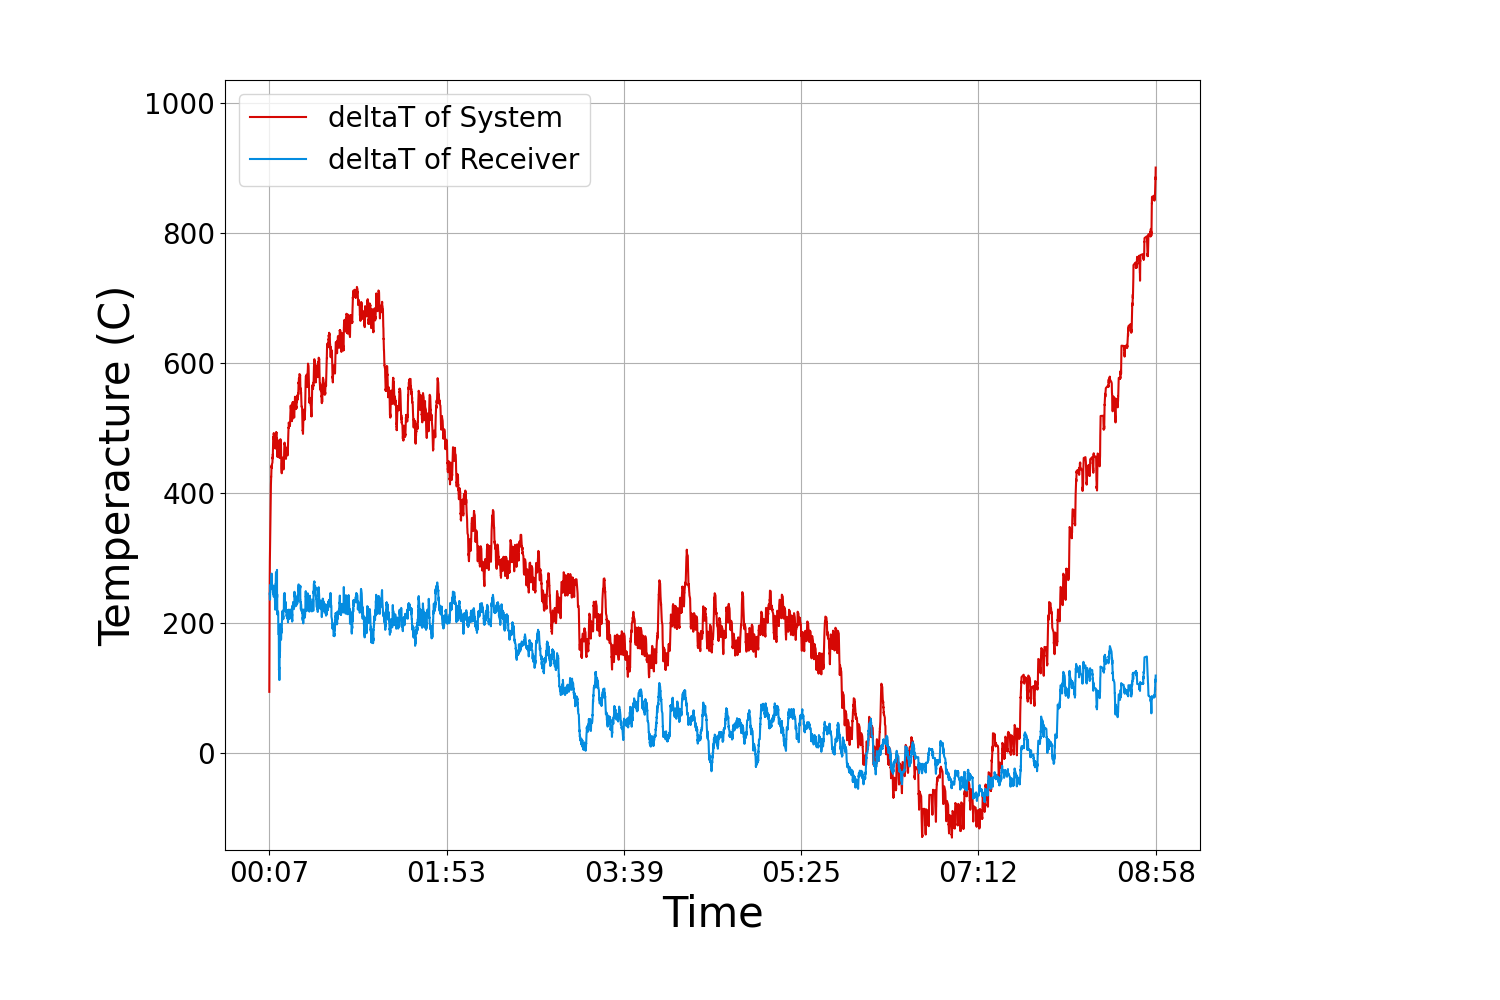 deltaT of System
deltaT of Receiver
Temperacture (C)
1000
800
600
400
200
0
00:07 01:53 03:39 05:25 07:12 08:58
Time